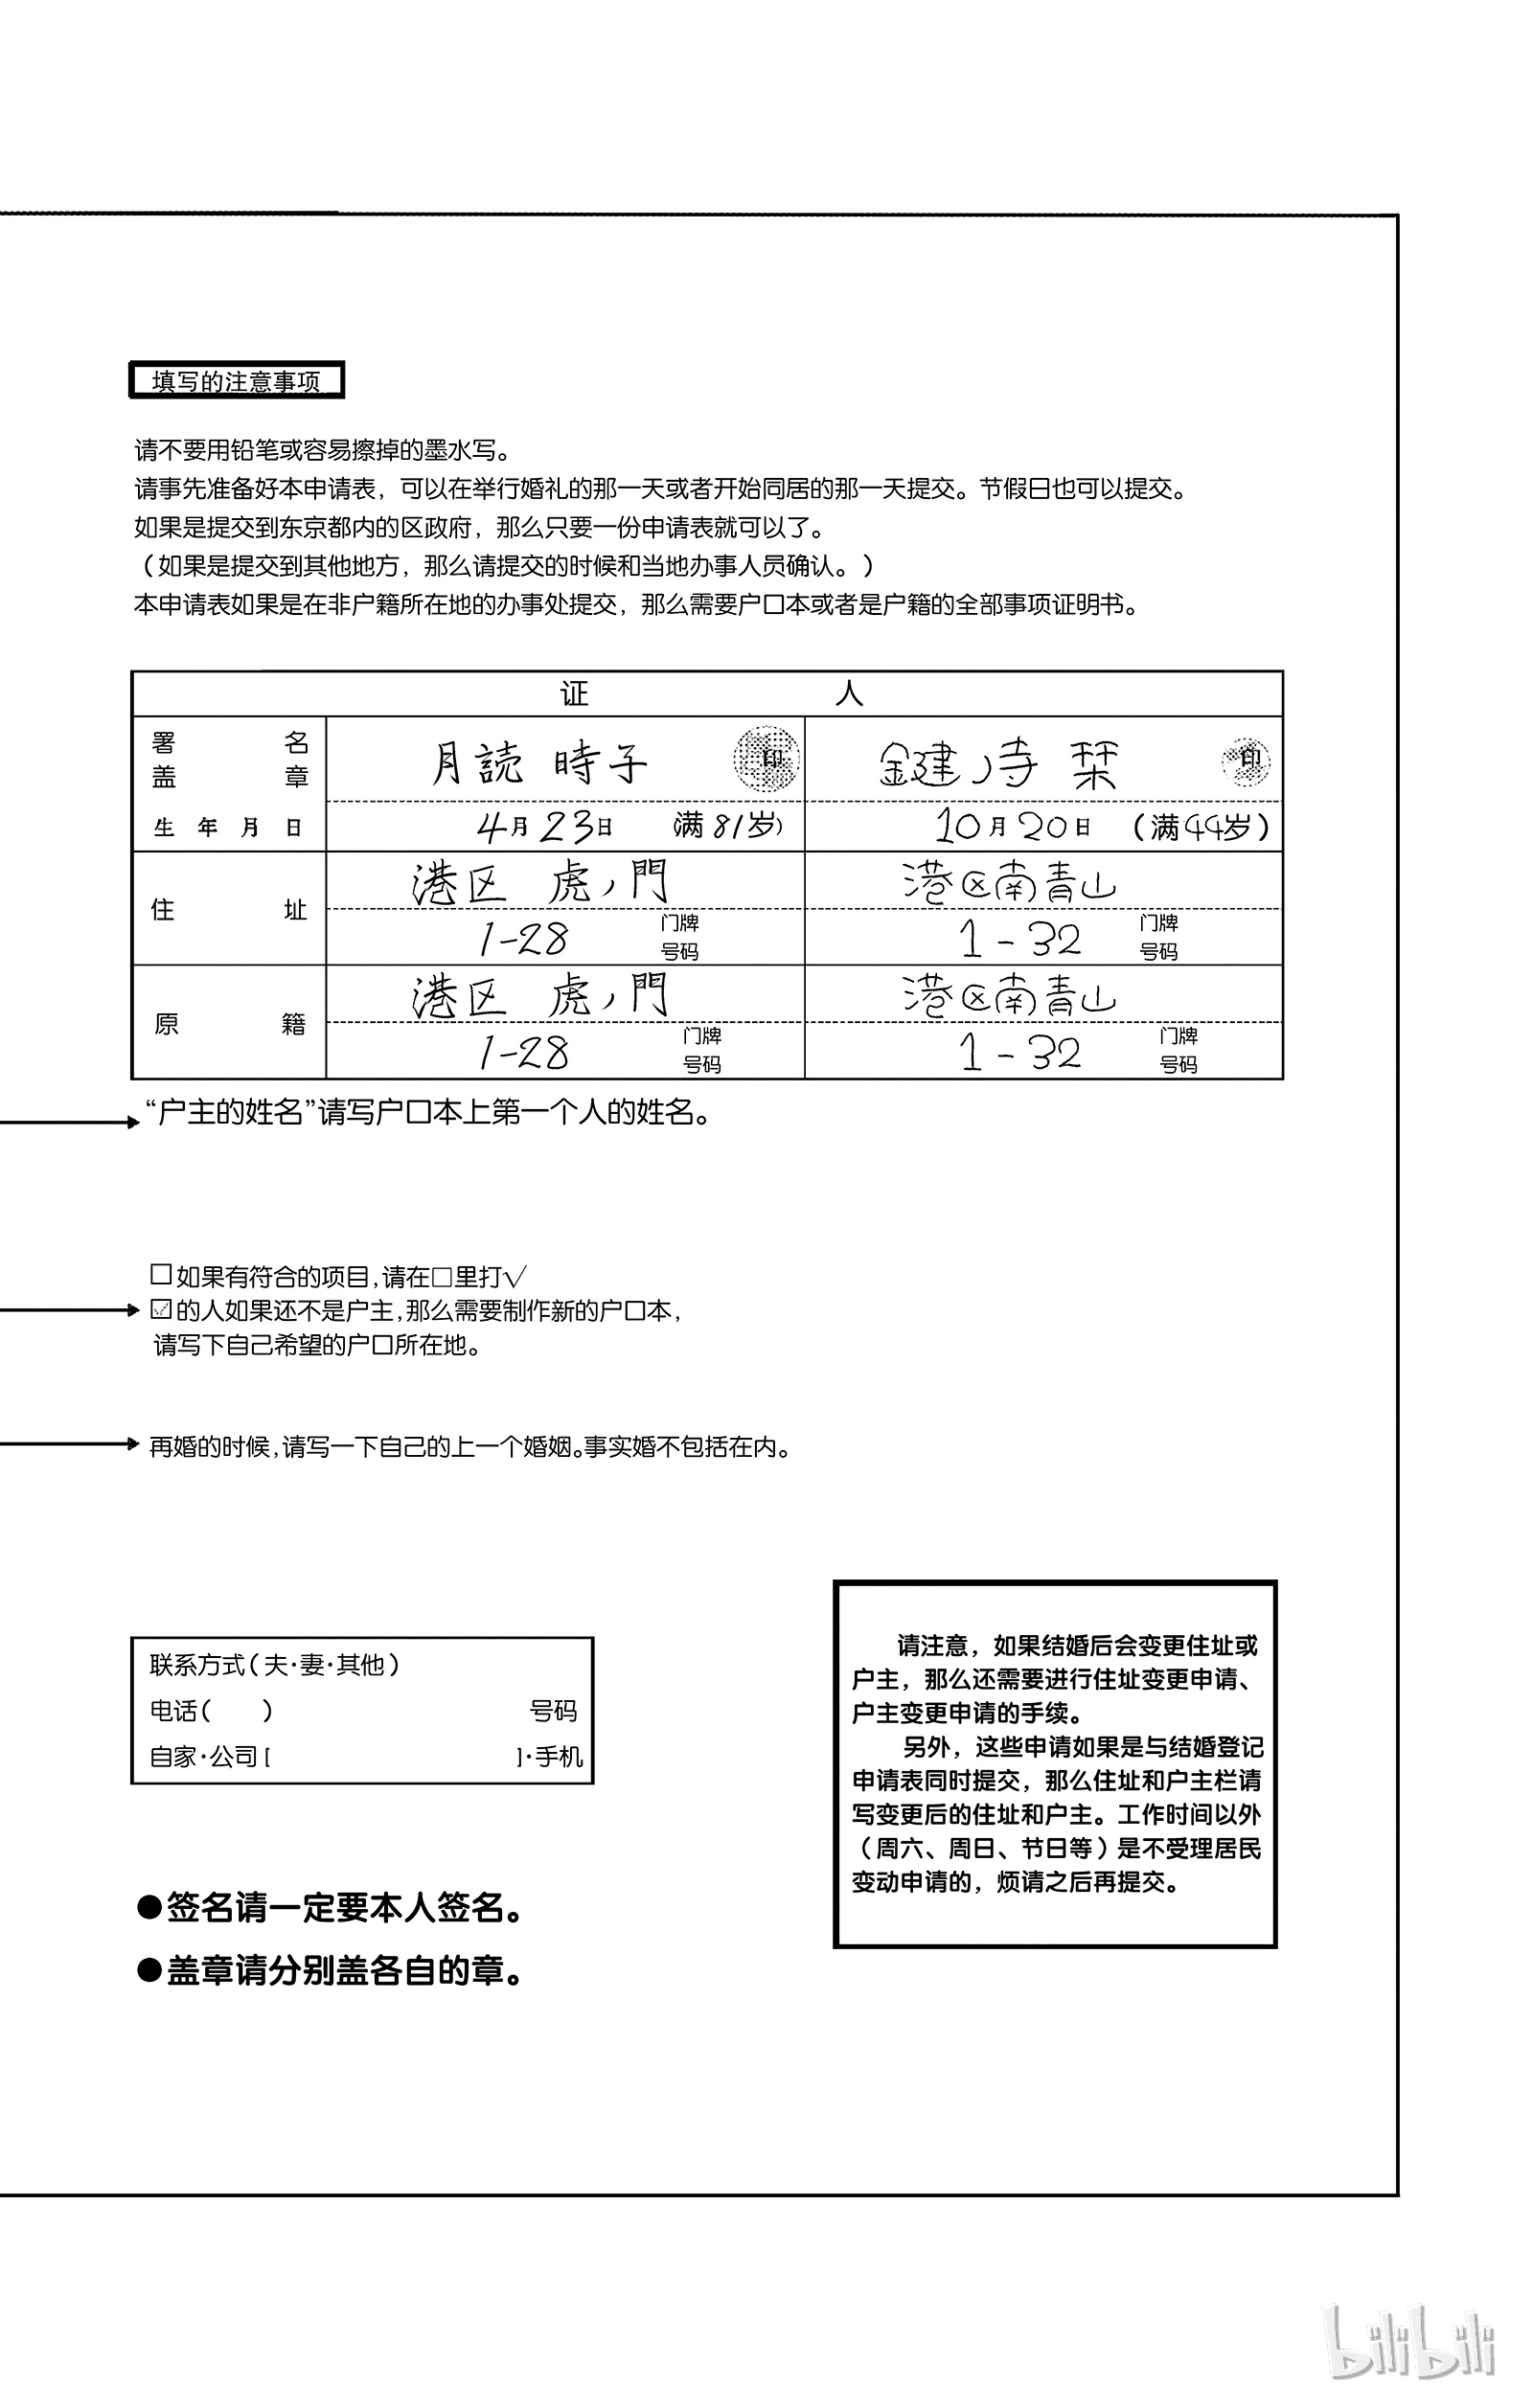 填写的注意事项
请不要用铅笔或容易擦掉的墨水写。
请事先准备好本申请表，可以在举行婚礼的那一天或者开始同居的那一天提交。节假日也可以提交。
如果是提交到东京都内的区政府，那么只要一份申请表就可以了。
（如果是提交到其他地方，那么请提交的时候和当地办事人员确认。）
本申请表如果是在非户籍所在地的办事处提交，那么需要户口本或者是户籍的全部事项证明书。
证 人
署 名
盖 章
月読 時子 印
鍵ノ寺 栞 印
生 年 月 日
4月23日 （满81岁）
10月20日 （满44岁）
住 址
港区 虎ノ門
1-28 门牌号码
港区南青山
1-32 门牌号码
原 籍
港区 虎ノ門
1-28 门牌号码
港区南青山
1-32 门牌号码
“户主的姓名”请写户口本上第一个人的姓名。
□如果有符合的项目，请在□里打√
☑的人如果还不是户主，那么需要制作新的户口本，
请写下自己希望的户口所在地。
再婚的时候，请写一下自己的上一个婚姻。事实婚不包括在内。
联系方式（夫·妻·其他）
电话（ ） 号码
自家·公司[ ]·手机
请注意，如果结婚后会变更住址或
户主，那么还需要进行住址变更申请、
户主变更申请的手续。
另外，这些申请如果是与结婚登记
申请表同时提交，那么住址和户主栏请
写变更后的住址和户主。工作时间以外
（周六、周日、节日等）是不受理居民
变动申请的，烦请之后再提交。
●签名请一定要本人签名。
●盖章请分别盖各自的章。
bilibili